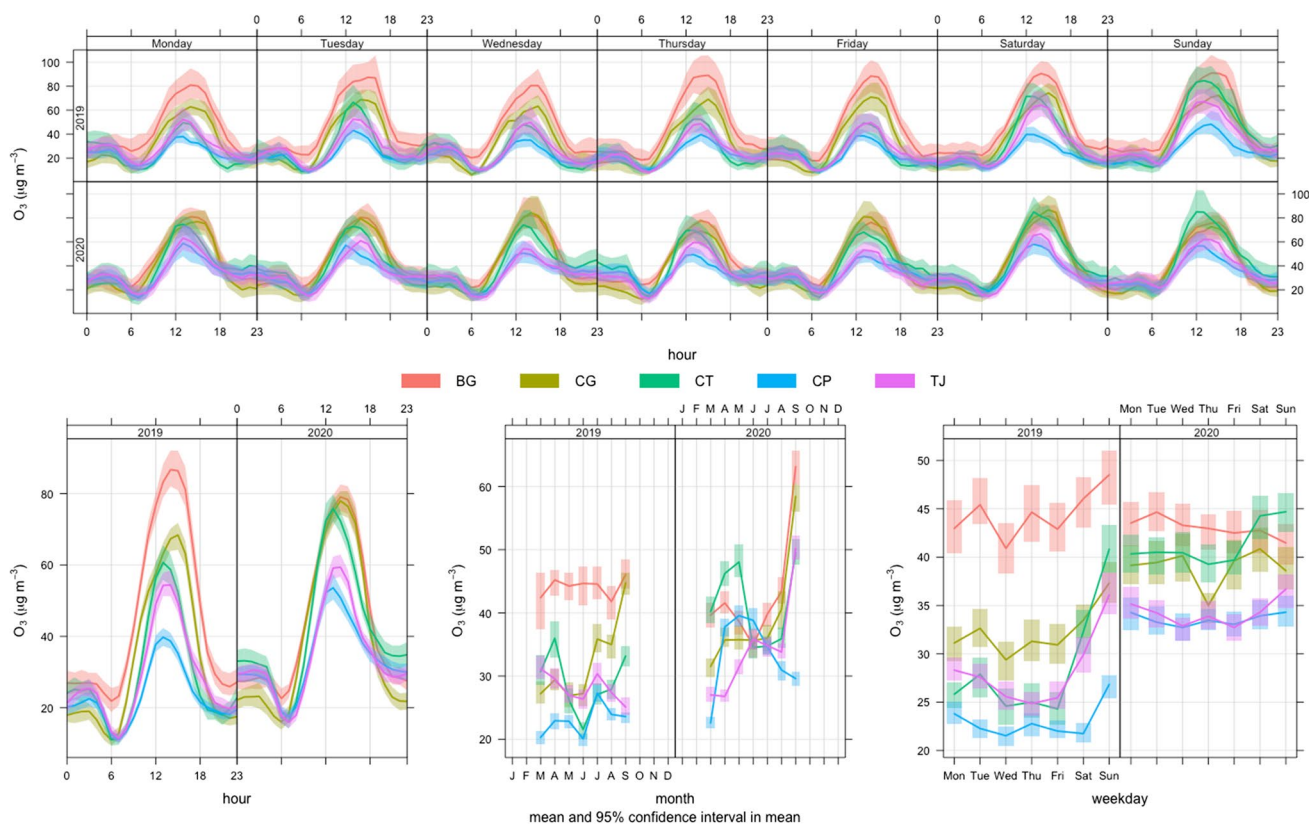 0 6 12 18 23 0 6 12 18 23 0 6 12 18 23
Monday Tuesday Wednesday Thursday Friday Saturday Sunday
100
80
60
40
20
2019
O3 (μg m−3)
100
80
60
40
20
2020
O3 (μg m−3)
0 6 12 18 23 0 6 12 18 23 0 6 12 18 23 0 6 12 18 23
hour
BG CG CT CP TJ
0 6 12 18 23
2019 2020
80
60
40
20
O3 (μg m−3)
0 6 12 18 23
hour
J F M A M J J A S O N D
2019 2020
60
50
40
30
20
O3 (μg m−3)
J F M A M J J A S O N D
month
mean and 95% confidence interval in mean
Mon Tue Wed Thu Fri Sat Sun
2019 2020
45
40
35
30
25
20
O3 (μg m−3)
Mon Tue Wed Thu Fri Sat Sun
weekday